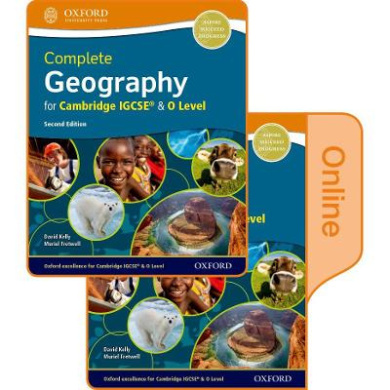 OXFORD
UNIVERSITY PRESS
Complete
Geography
for Cambridge IGCSE® & O Level
Second Edition
David Kelly
Muriel Fretwell
Oxford excellence for Cambridge IGCSE® & O Level
OXFORD
Online
Level
David Kelly
Muriel Fretwell
Oxford excellence for Cambridge IGCSE® & O Level
OXFORD